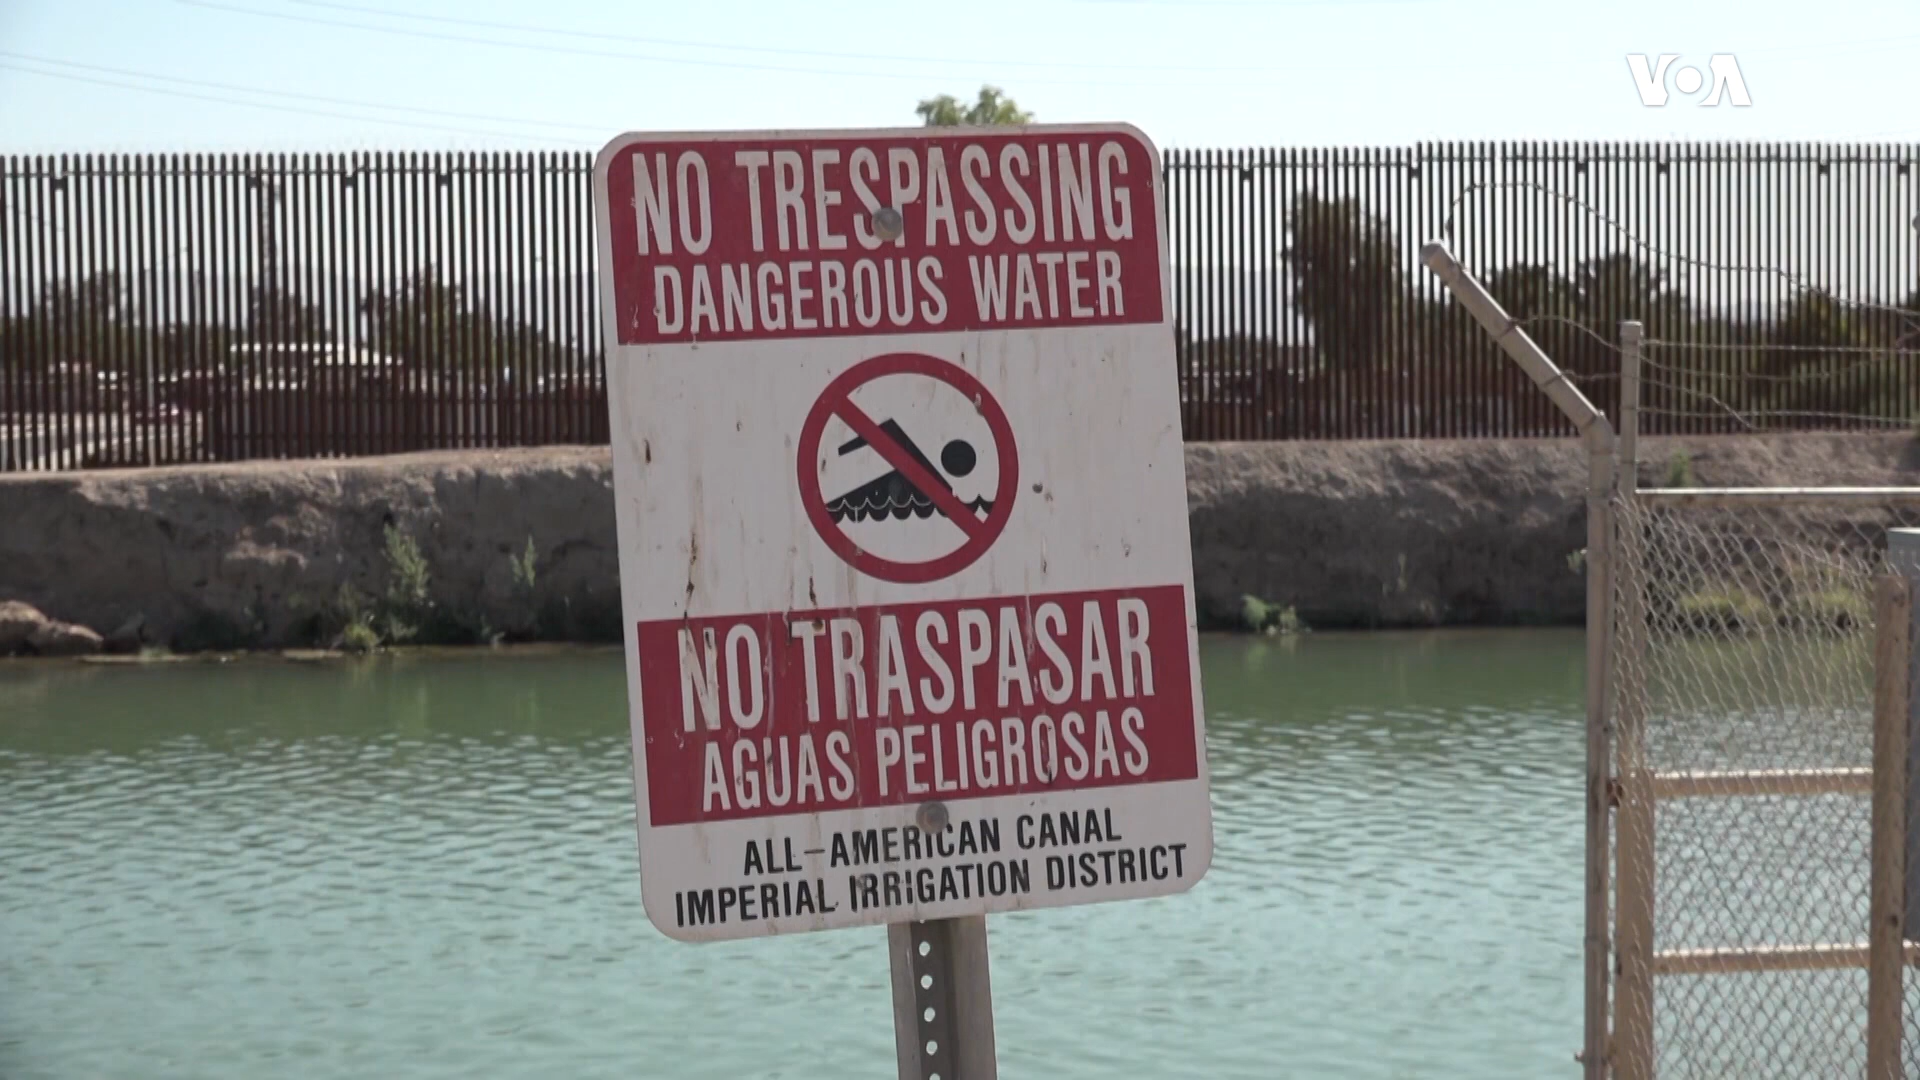 VOA
NO TRESPASSING
DANGEROUS WATER
NO TRASPASAR
AGUAS PELIGROSAS
ALL-AMERICAN CANAL
IMPERIAL IRRIGATION DISTRICT